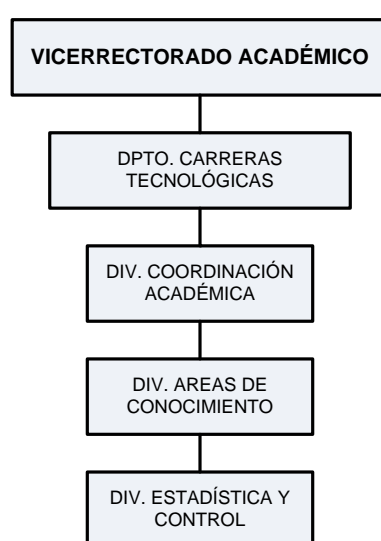 VICERRECTORADO ACADÉMICO
DPTO. CARRERAS
TECNOLÓGICAS
DIV. COORDINACIÓN
ACADÉMICA
DIV. AREAS DE
CONOCIMIENTO
DIV. ESTADÍSTICA Y
CONTROL